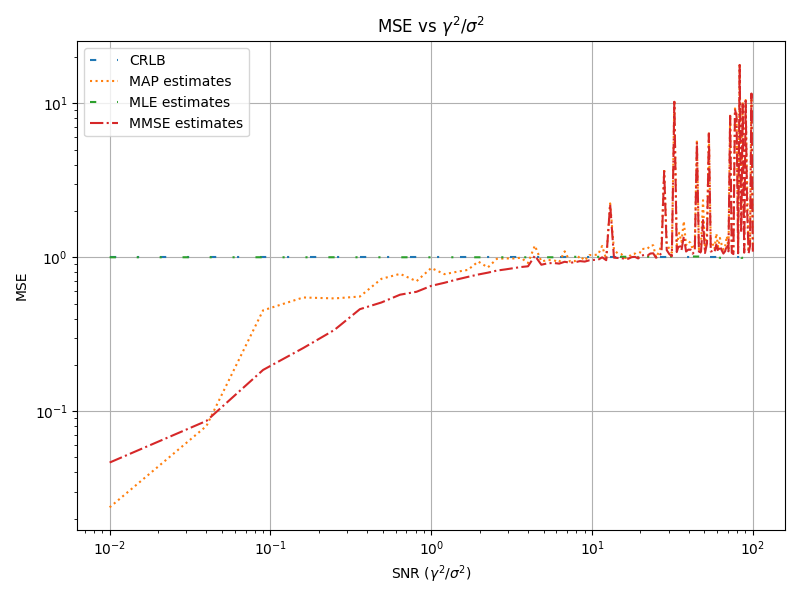 MSE vs γ²/σ²
CRLB
MAP estimates
MLE estimates
MMSE estimates
10¹
10⁰
10⁻¹
MSE
10⁻²
10⁻¹
10⁰
10¹
10²
SNR (γ²/σ²)